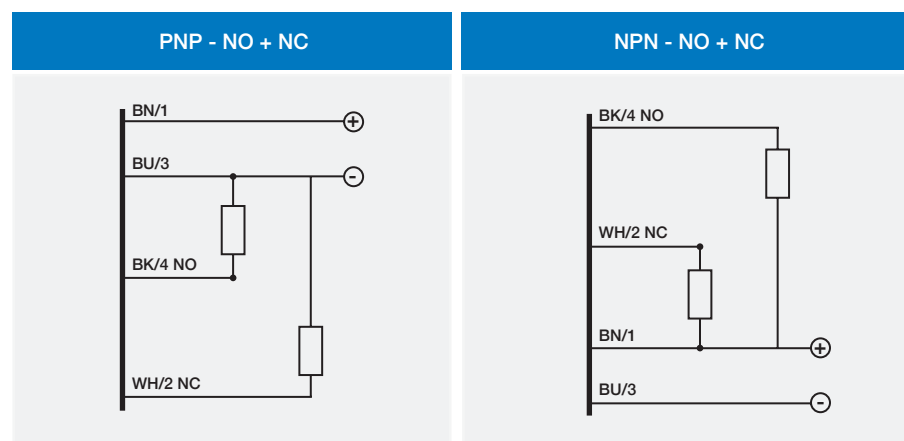 PNP - NO + NC
BN/1
+
BU/3
-
BK/4 NO
WH/2 NC
NPN - NO + NC
BK/4 NO
WH/2 NC
BN/1
+
BU/3
-